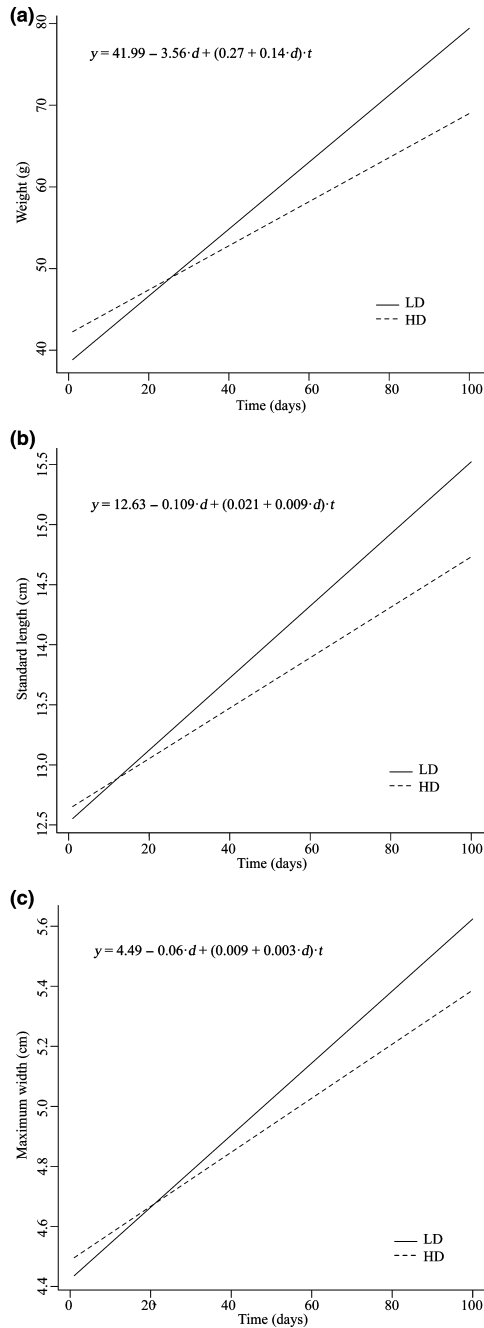 (a)
80
70
60
50
40
Weight (g)
y = 41.99 − 3.56·d + (0.27 + 0.14·d)·t
LD
HD
0 20 40 60 80 100
Time (days)
(b)
15.5
15.0
14.5
14.0
13.5
13.0
12.5
Standard length (cm)
y = 12.63 − 0.109·d + (0.021 + 0.009·d)·t
LD
HD
0 20 40 60 80 100
Time (days)
(c)
5.6
5.4
5.2
5.0
4.8
4.6
4.4
Maximum width (cm)
y = 4.49 − 0.06·d + (0.009 + 0.003·d)·t
LD
HD
0 20 40 60 80 100
Time (days)